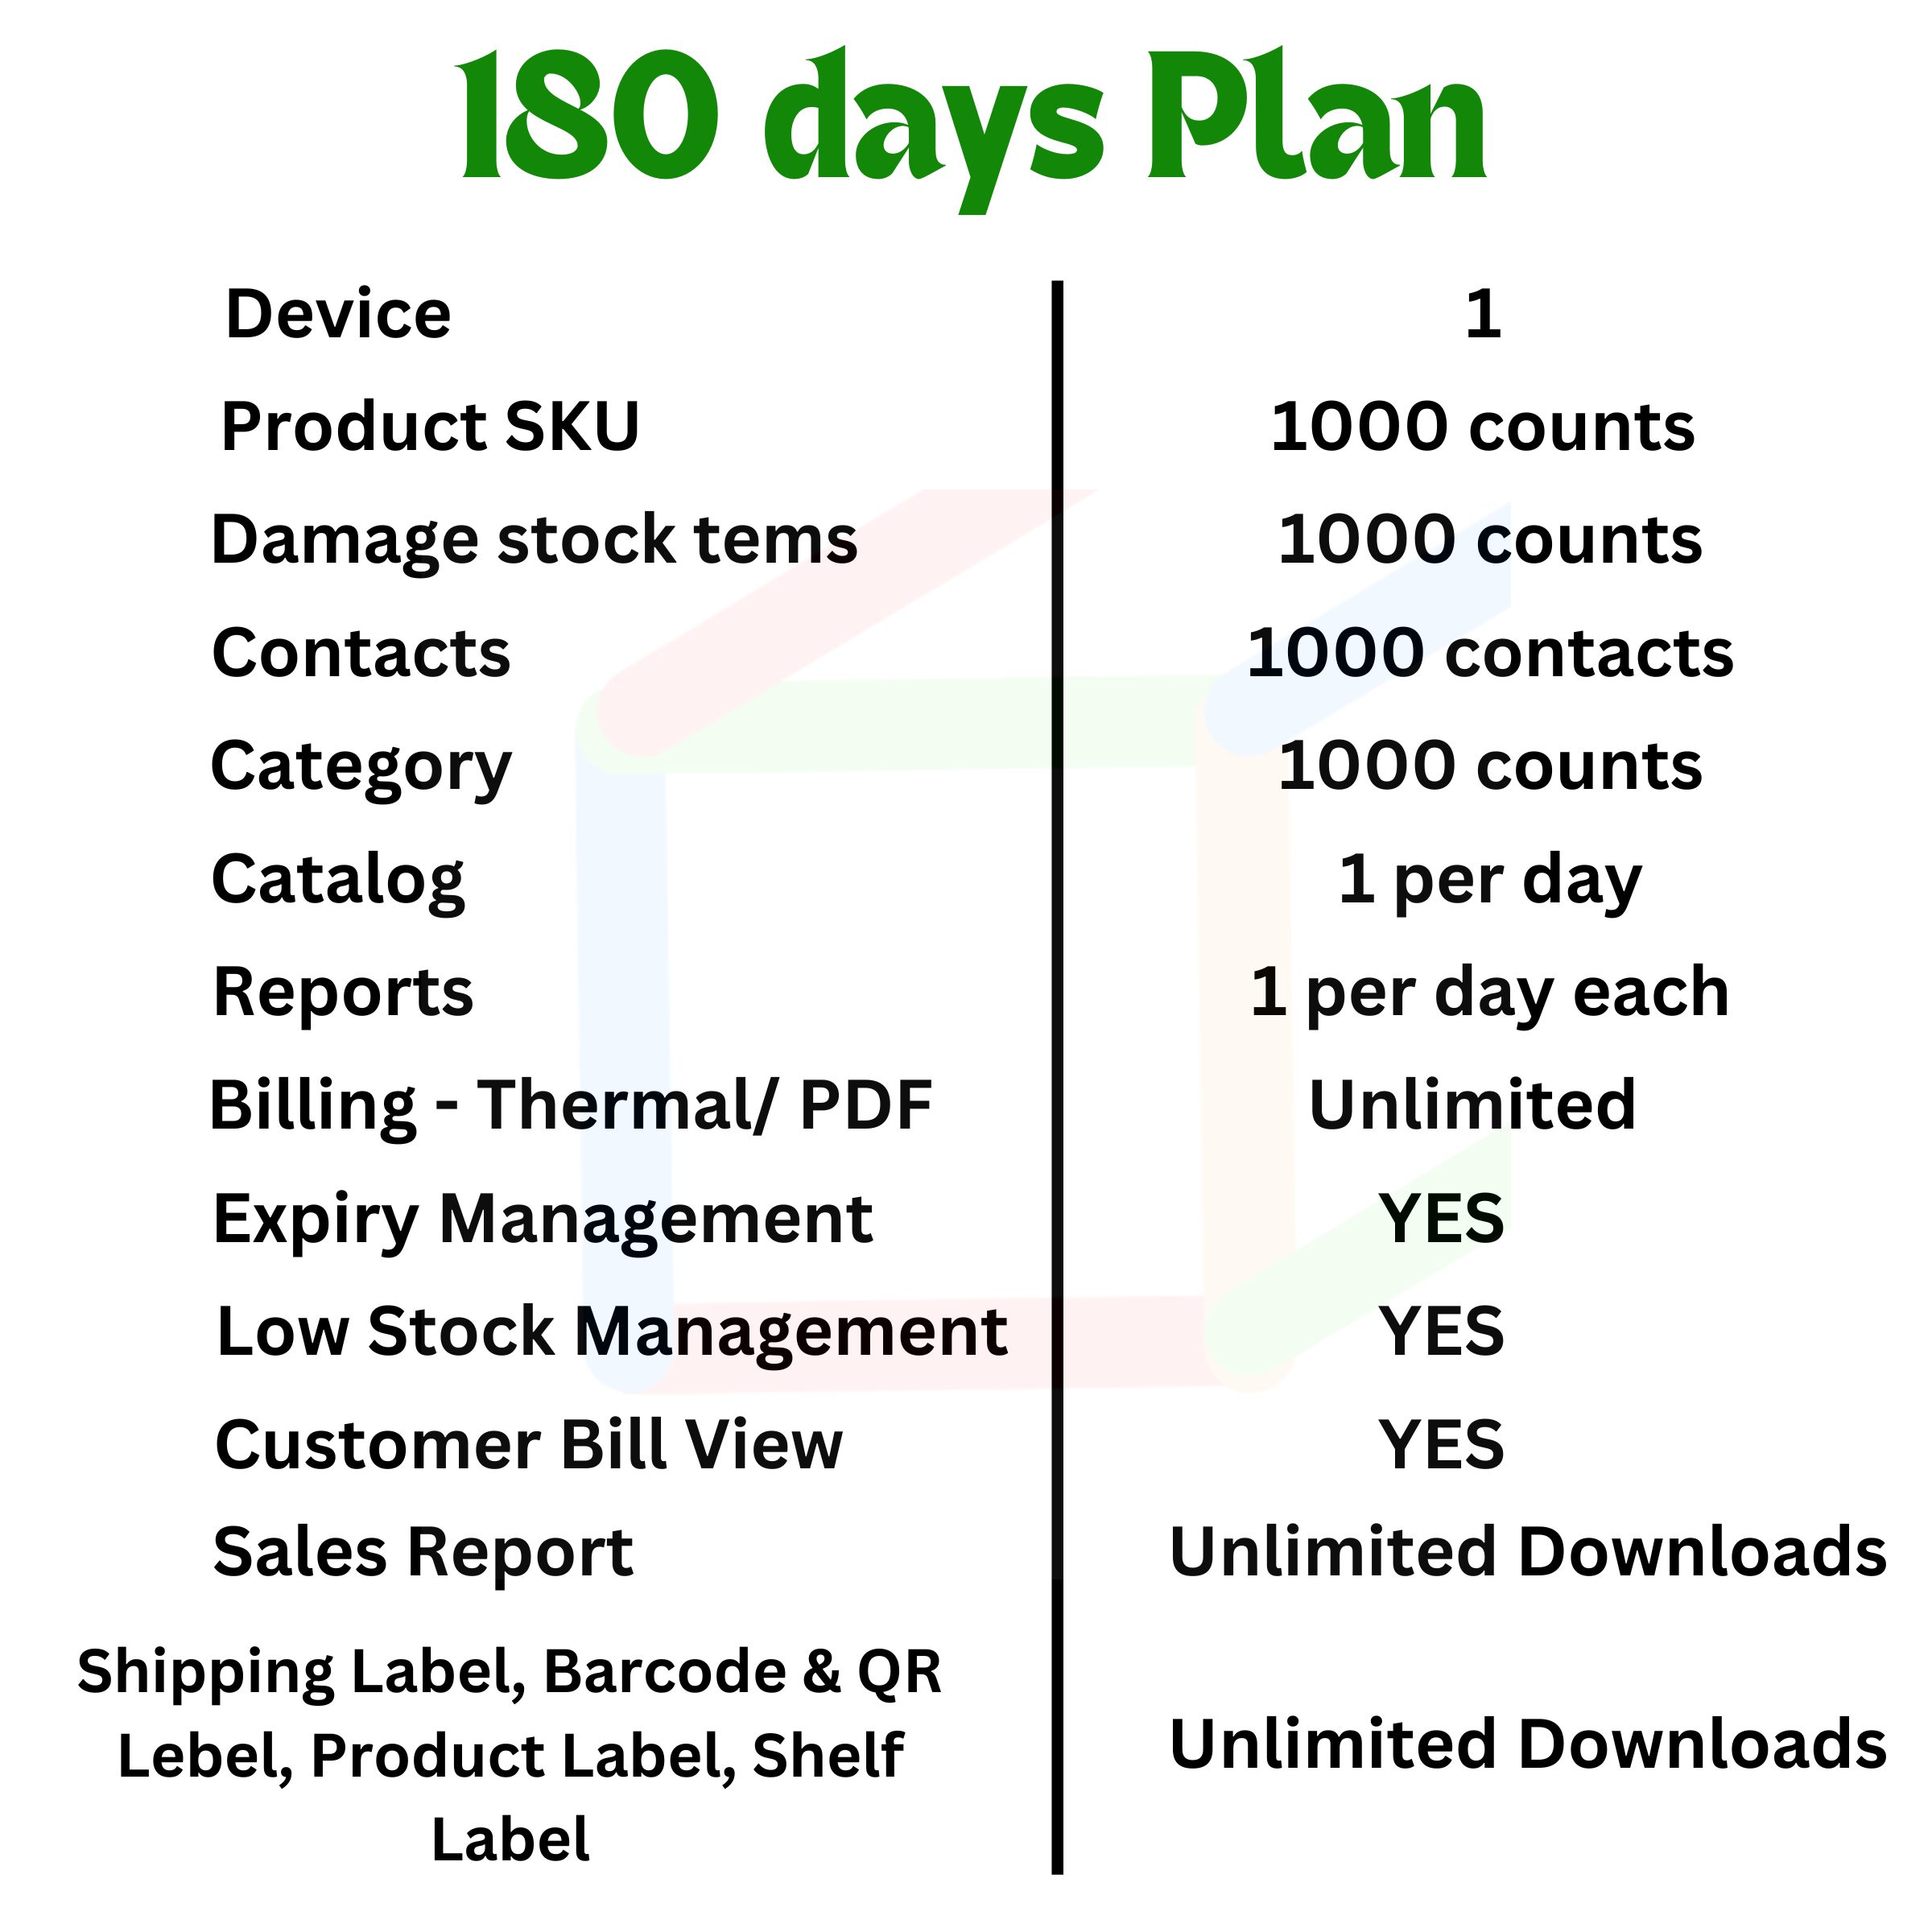 180 days Plan
Device 1
Product SKU 1000 counts
Damage stock tems 1000 counts
Contacts 1000 contacts
Category 1000 counts
Catalog 1 per day
Reports 1 per day each
Billing - Thermal/ PDF Unlimited
Expiry Management YES
Low Stock Management YES
Customer Bill View YES
Sales Report Unlimited Downloads
Shipping Label, Barcode & QR
Lebel, Product Label, Shelf
Label
Unlimited Downloads